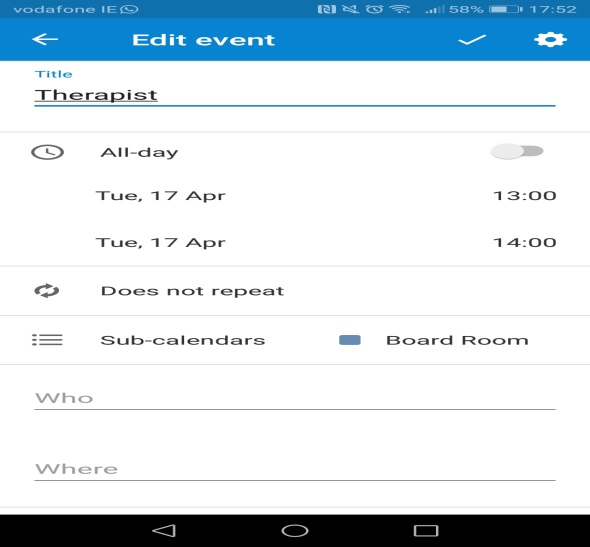 vodafone IE 58% 17:52
Edit event
Title
Therapist
All-day
Tue, 17 Apr 13:00
Tue, 17 Apr 14:00
Does not repeat
Sub-calendars Board Room
Who
Where